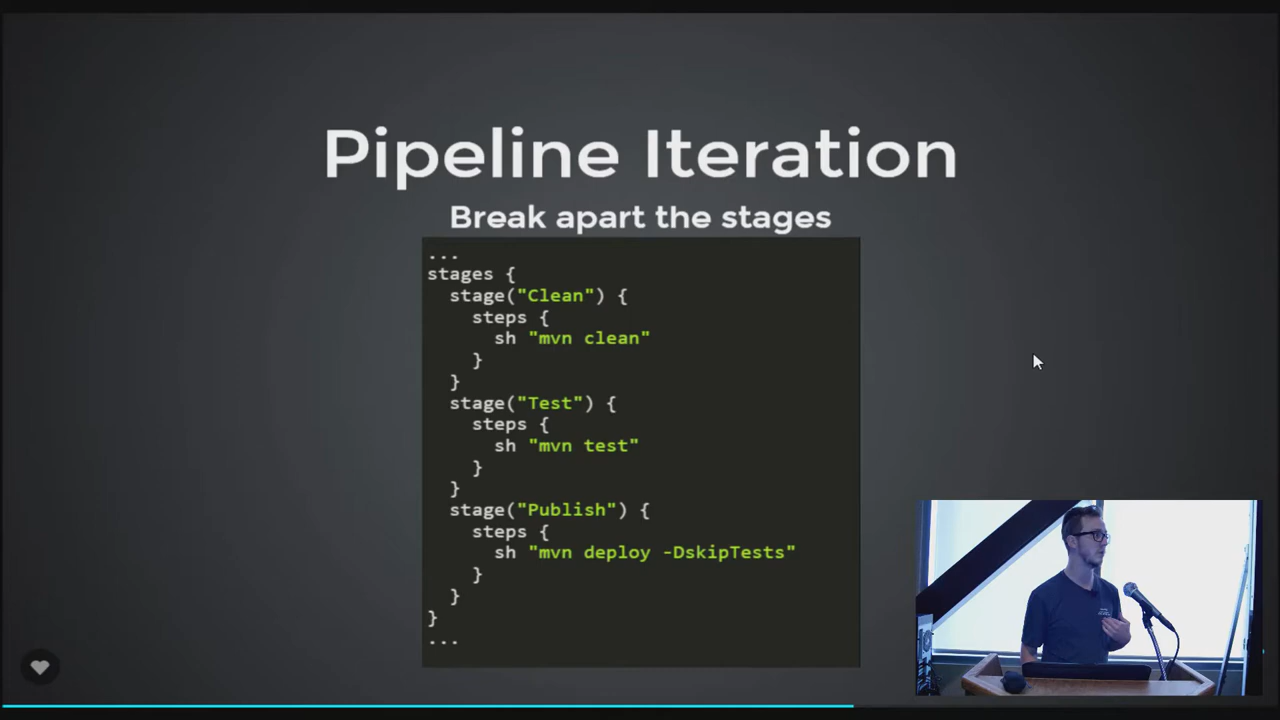 Pipeline Iteration
Break apart the stages
...
stages {
  stage("Clean") {
    steps {
      sh "mvn clean"
    }
  }
  stage("Test") {
    steps {
      sh "mvn test"
    }
  }
  stage("Publish") {
    steps {
      sh "mvn deploy -DskipTests"
    }
  }
}
...